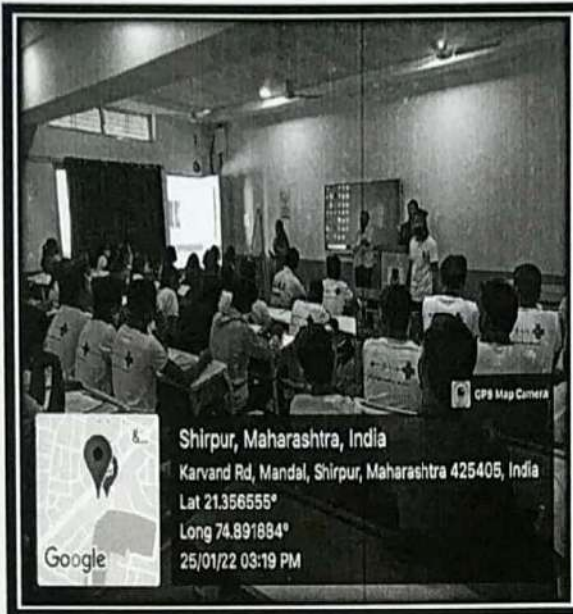 GPS Map Camera
Shirpur, Maharashtra, India
Karvand Rd, Mandal, Shirpur, Maharashtra 425405, India
Lat 21.356555°
Long 74.891884°
25/01/22 03:19 PM
Google